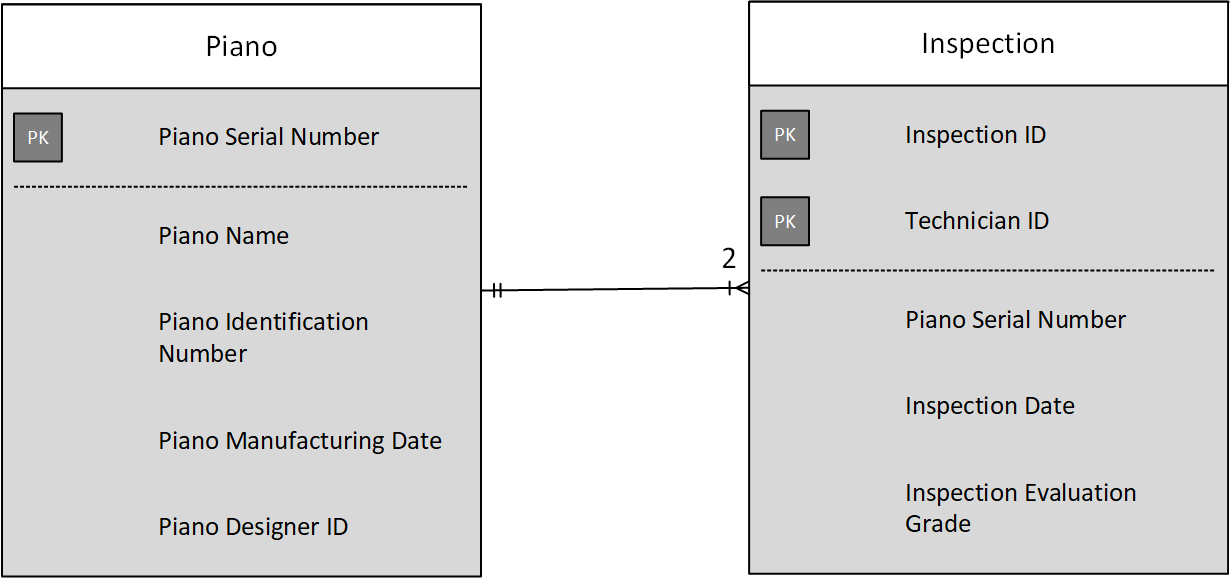 Piano
PK
Piano Serial Number
Piano Name
Piano Identification
Number
Piano Manufacturing Date
Piano Designer ID
2
Inspection
PK
Inspection ID
PK
Technician ID
Piano Serial Number
Inspection Date
Inspection Evaluation
Grade